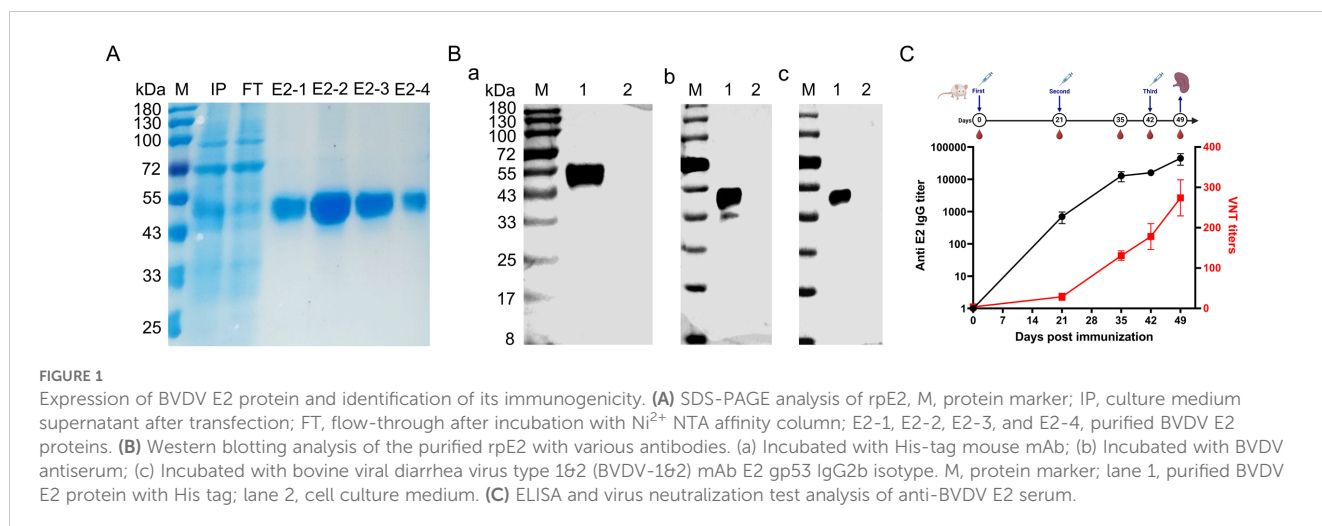 A
kDa M IP FT E2-1 E2-2 E2-3 E2-4
180
130
100
72
55
43
33
25
B
a
kDa M 1 2
180
130
100
72
55
43
33
25
17
8
b
M 1 2
c
M 1 2
C
First Second Third
Days 0 21 35 42 49
Anti E2 IgG titer
100000
10000
1000
100
10
1
VNT titers
400
300
200
100
0
0 7 14 21 28 35 42 49
Days post immunization
FIGURE 1
Expression of BVDV E2 protein and identification of its immunogenicity. (A) SDS-PAGE analysis of rpE2, M, protein marker; IP, culture medium
supernatant after transfection; FT, flow-through after incubation with Ni2+ NTA affinity column; E2-1, E2-2, E2-3, and E2-4, purified BVDV E2
proteins. (B) Western blotting analysis of the purified rpE2 with various antibodies. (a) Incubated with His-tag mouse mAb; (b) Incubated with BVDV
antiserum; (c) Incubated with bovine viral diarrhea virus type 1&2 (BVDV-1&2) mAb E2 gp53 IgG2b isotype. M, protein marker; lane 1, purified BVDV
E2 protein with His tag; lane 2, cell culture medium. (C) ELISA and virus neutralization test analysis of anti-BVDV E2 serum.